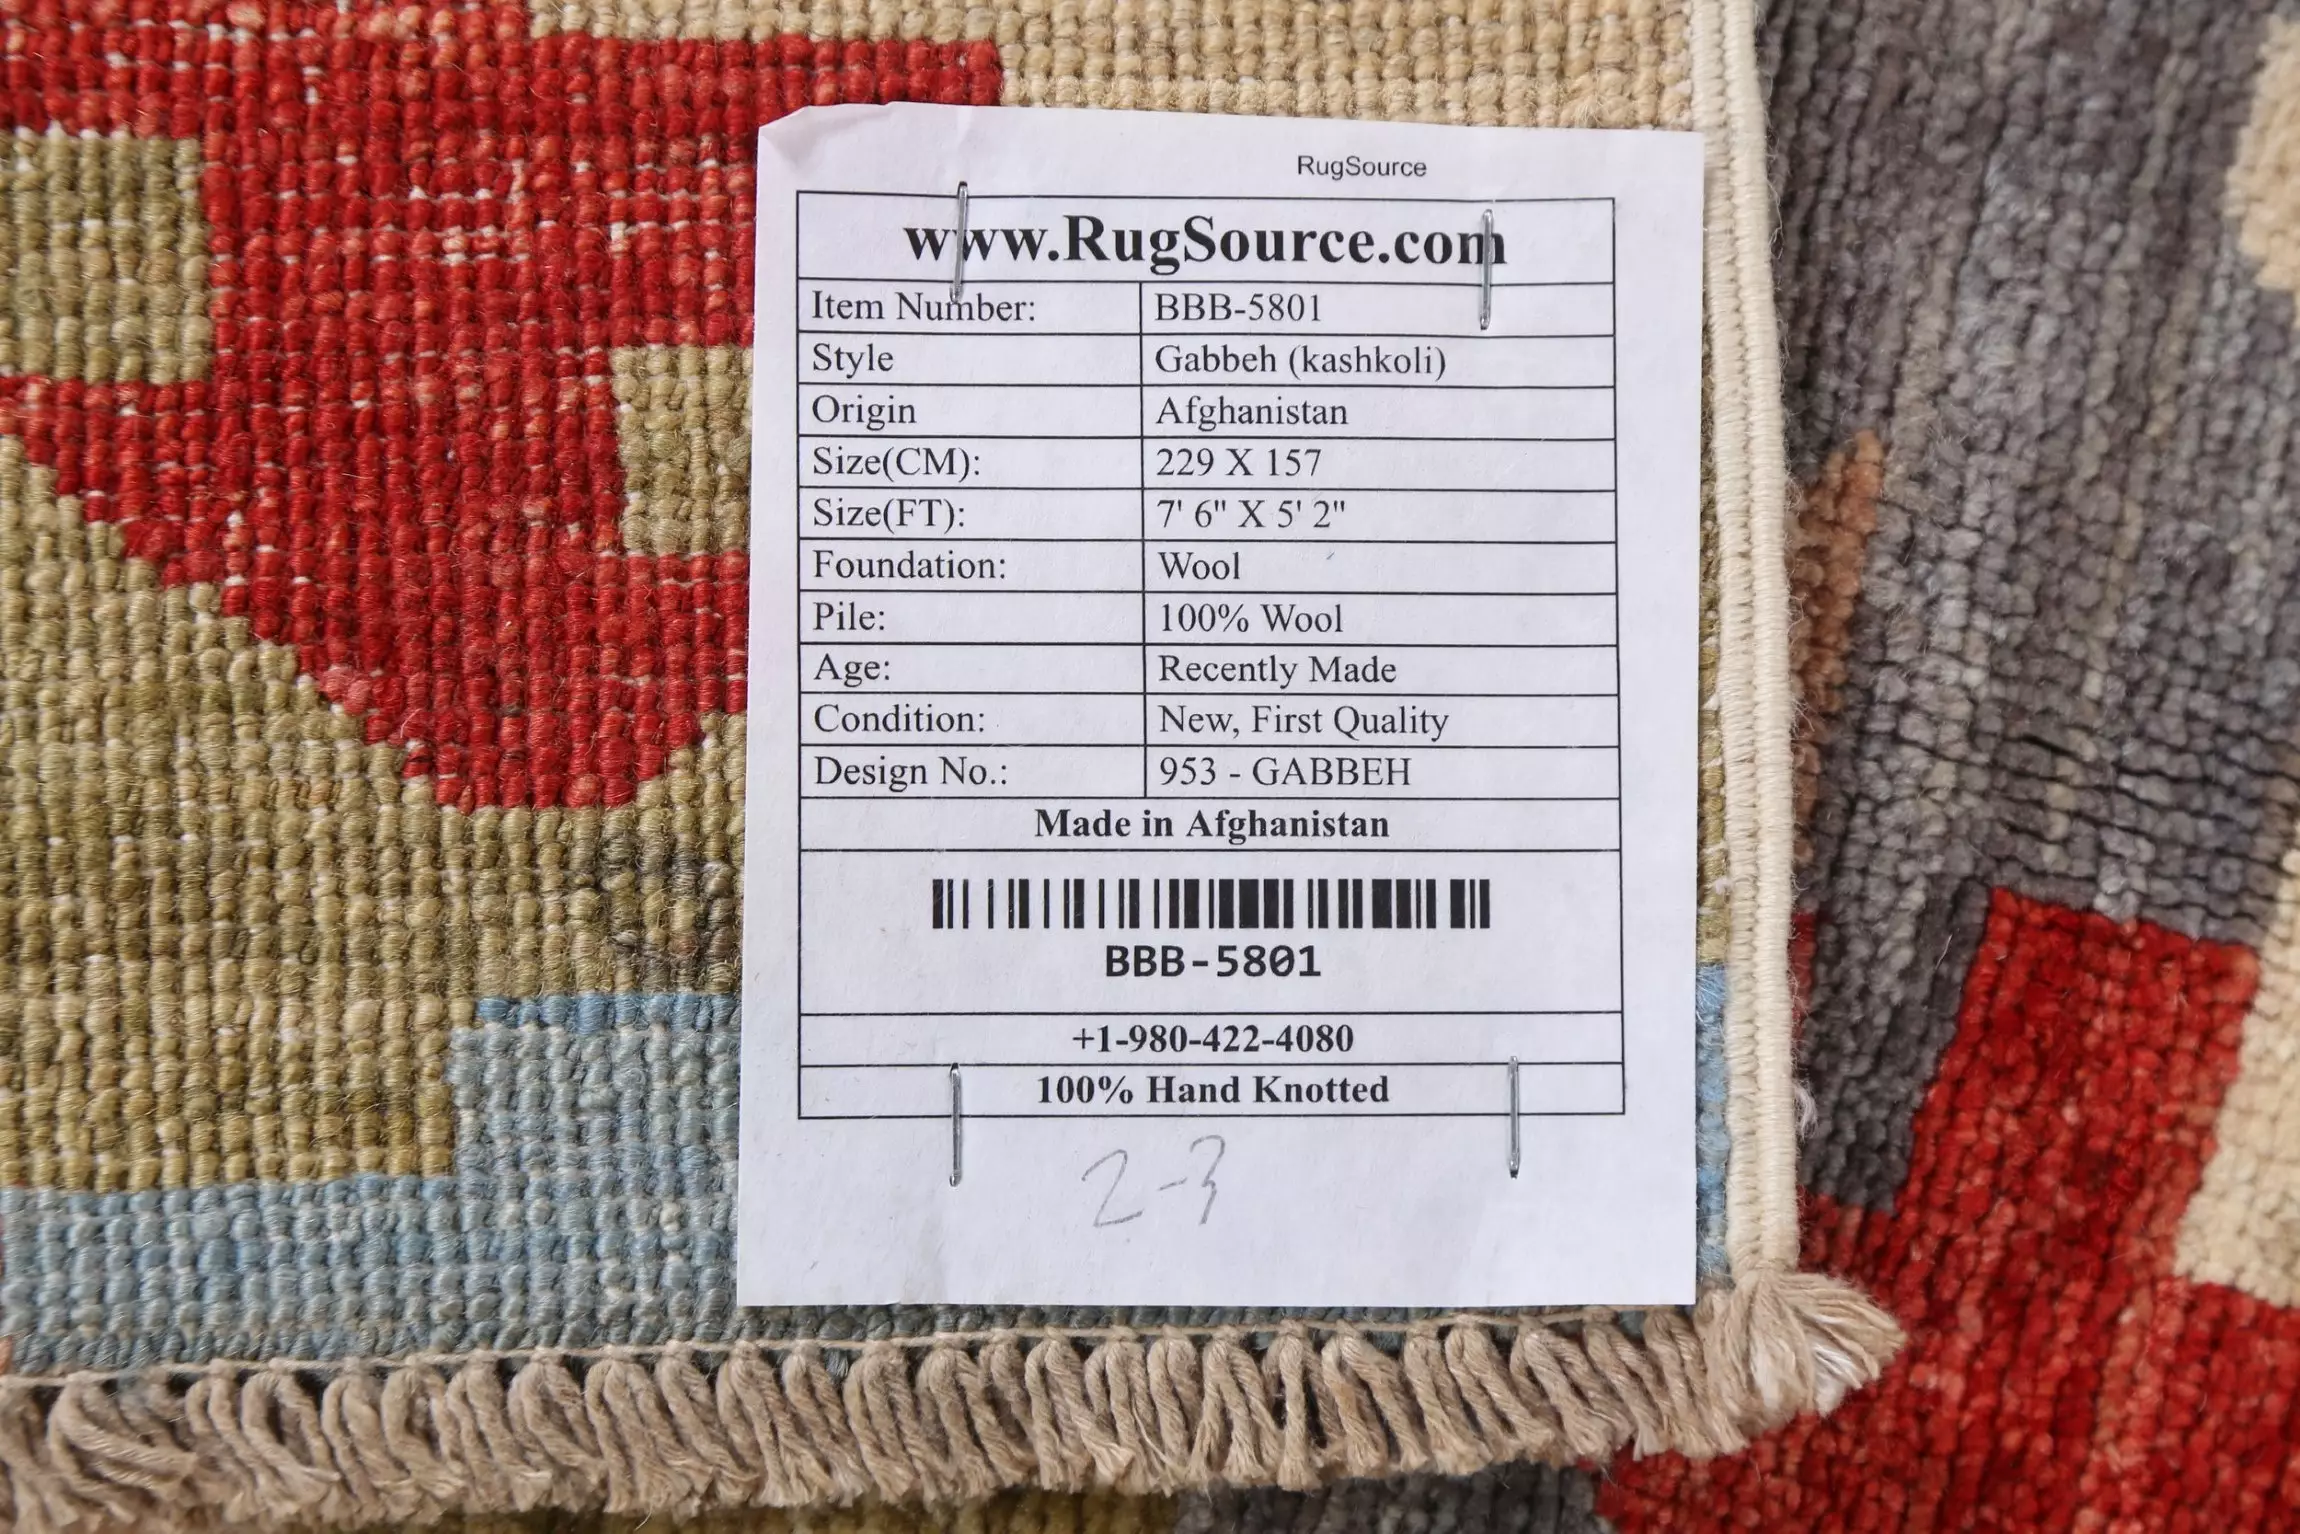 RugSource
www.RugSource.com
Item Number: BBB-5801
Style Gabbeh (kashkoli)
Origin Afghanistan
Size(CM): 229 X 157
Size(FT): 7' 6" X 5' 2"
Foundation: Wool
Pile: 100% Wool
Age: Recently Made
Condition: New, First Quality
Design No.: 953 - GABBEH
Made in Afghanistan
BBB-5801
+1-980-422-4080
100% Hand Knotted
2-3